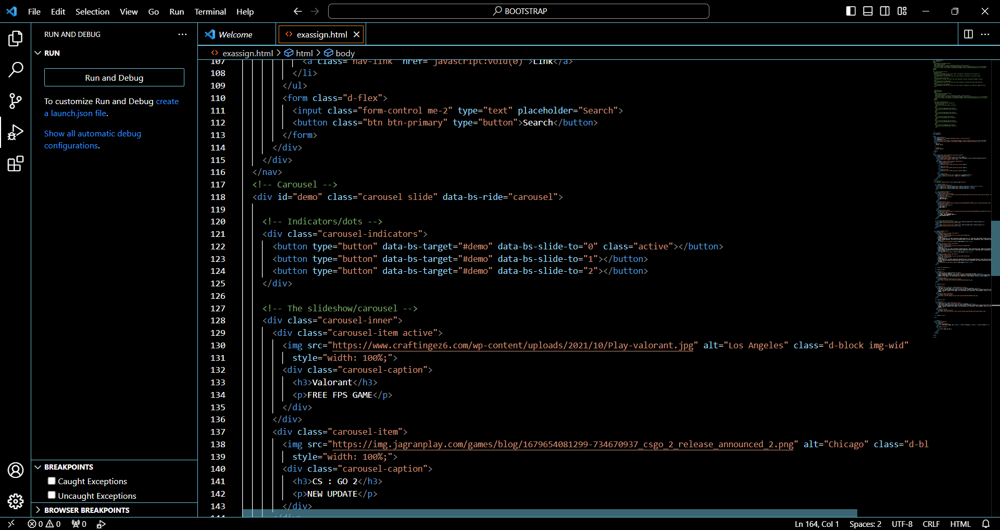 File Edit Selection View Go Run Terminal Help
BOOTSTRAP
RUN AND DEBUG
RUN
Run and Debug
To customize Run and Debug create
a launch.json file.
Show all automatic debug
configurations.
BREAKPOINTS
Caught Exceptions
Uncaught Exceptions
BROWSER BREAKPOINTS
Welcome
exassign.html
exassign.html > html > body
107 <a class="nav-link" href="javascript:void(0)">Link</a>
108 </li>
109 </ul>
110 <form class="d-flex">
111 <input class="form-control me-2" type="text" placeholder="Search">
112 <button class="btn btn-primary" type="button">Search</button>
113 </form>
114 </div>
115 </div>
116 </nav>
117 <!-- Carousel -->
118 <div id="demo" class="carousel slide" data-bs-ride="carousel">
119
120 <!-- Indicators/dots -->
121 <div class="carousel-indicators">
122 <button type="button" data-bs-target="#demo" data-bs-slide-to="0" class="active"></button>
123 <button type="button" data-bs-target="#demo" data-bs-slide-to="1"></button>
124 <button type="button" data-bs-target="#demo" data-bs-slide-to="2"></button>
125 </div>
126
127 <!-- The slideshow/carousel -->
128 <div class="carousel-inner">
129 <div class="carousel-item active">
130 <img src="https://www.craftingez6.com/wp-content/uploads/2021/10/Play-valorant.jpg" alt="Los Angeles" class="d-block img-wid"
131 style="width: 100%;">
132 <div class="carousel-caption">
133 <h3>Valorant</h3>
134 <p>FREE FPS GAME</p>
135 </div>
136 </div>
137 <div class="carousel-item">
138 <img src="https://img.jagranplay.com/games/blog/1679654081299-734670937_csgo_2_release_announced_2.png" alt="Chicago" class="d-bl
139 style="width: 100%;">
140 <div class="carousel-caption">
141 <h3>CS : GO 2</h3>
142 <p>NEW UPDATE</p>
143 </div>
144 </div>
0 0 0
Ln 164, Col 1 Spaces: 2 UTF-8 CRLF HTML